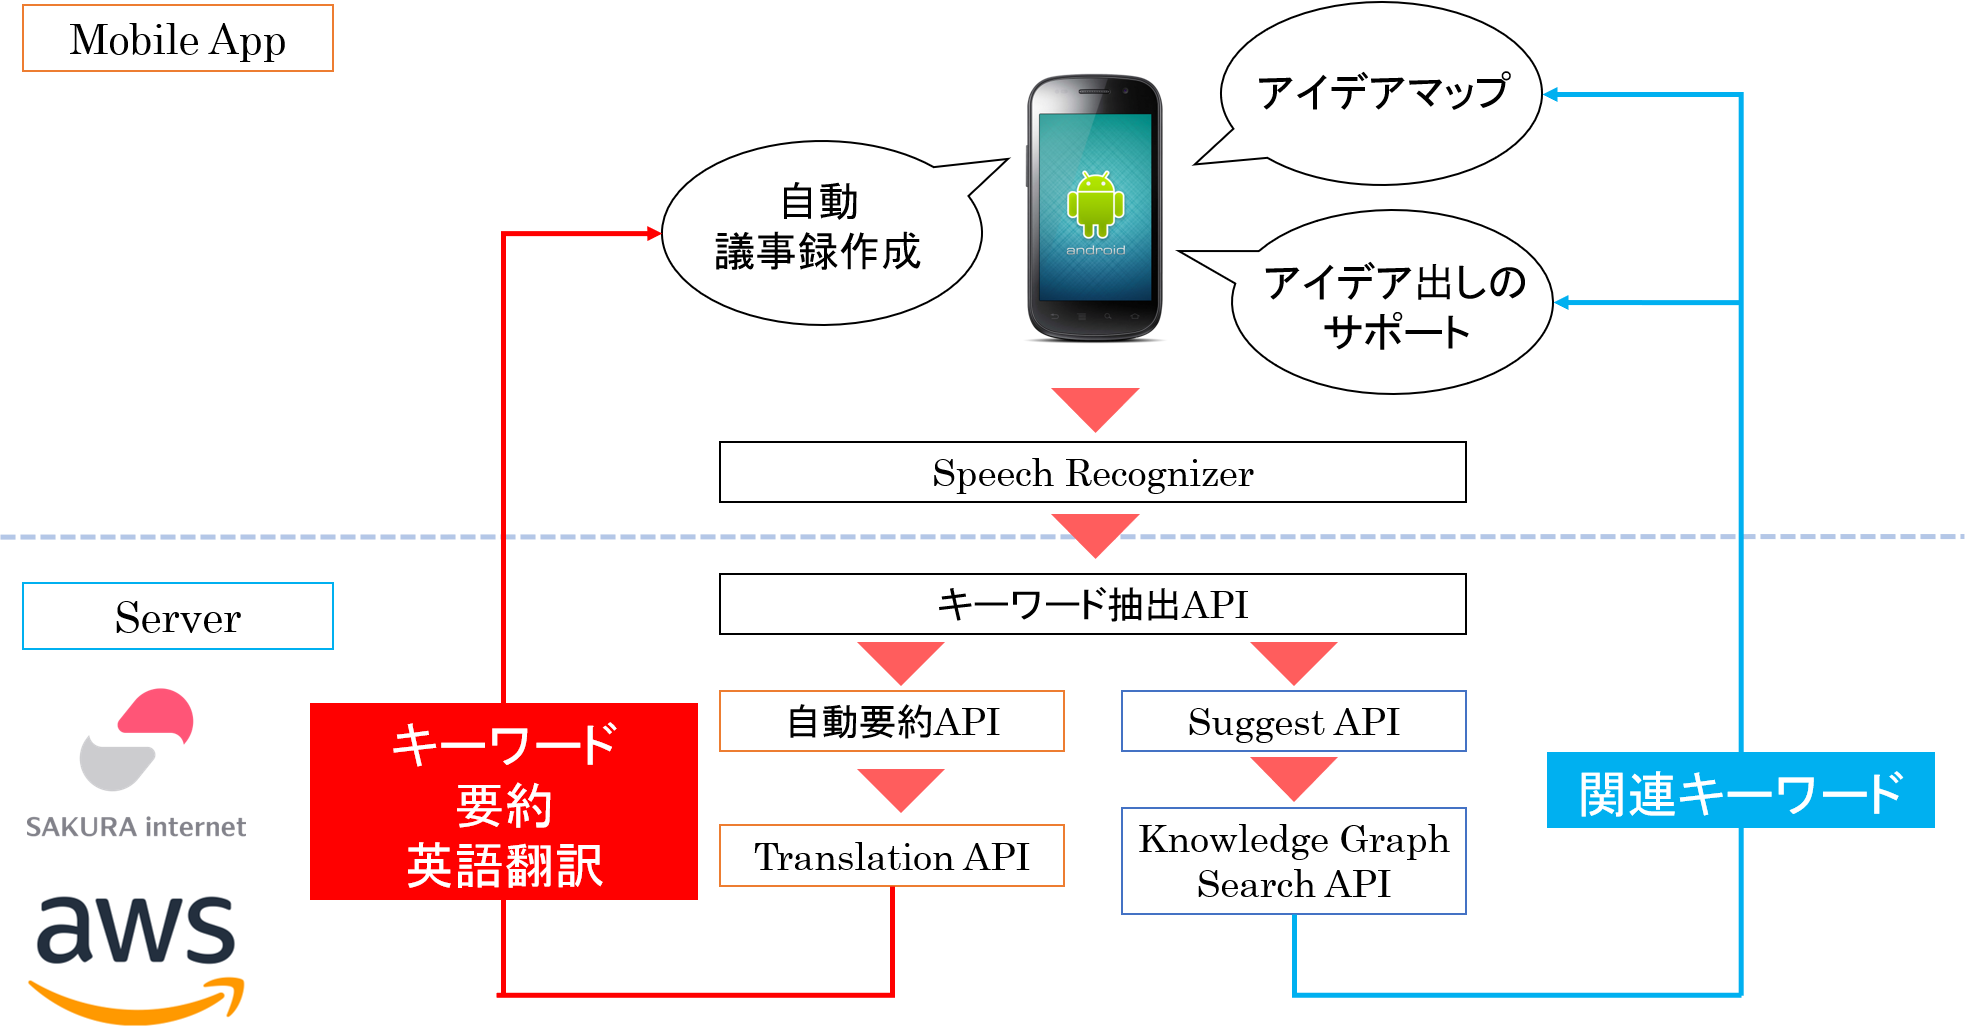 Mobile App
アイデアマップ
自動
議事録作成
android
アイデア出しの
サポート
Speech Recognizer
Server
キーワード抽出API
自動要約API
Suggest API
キーワード
要約
英語翻訳
関連キーワード
Translation API
Knowledge Graph
Search API
SAKURA internet
aws